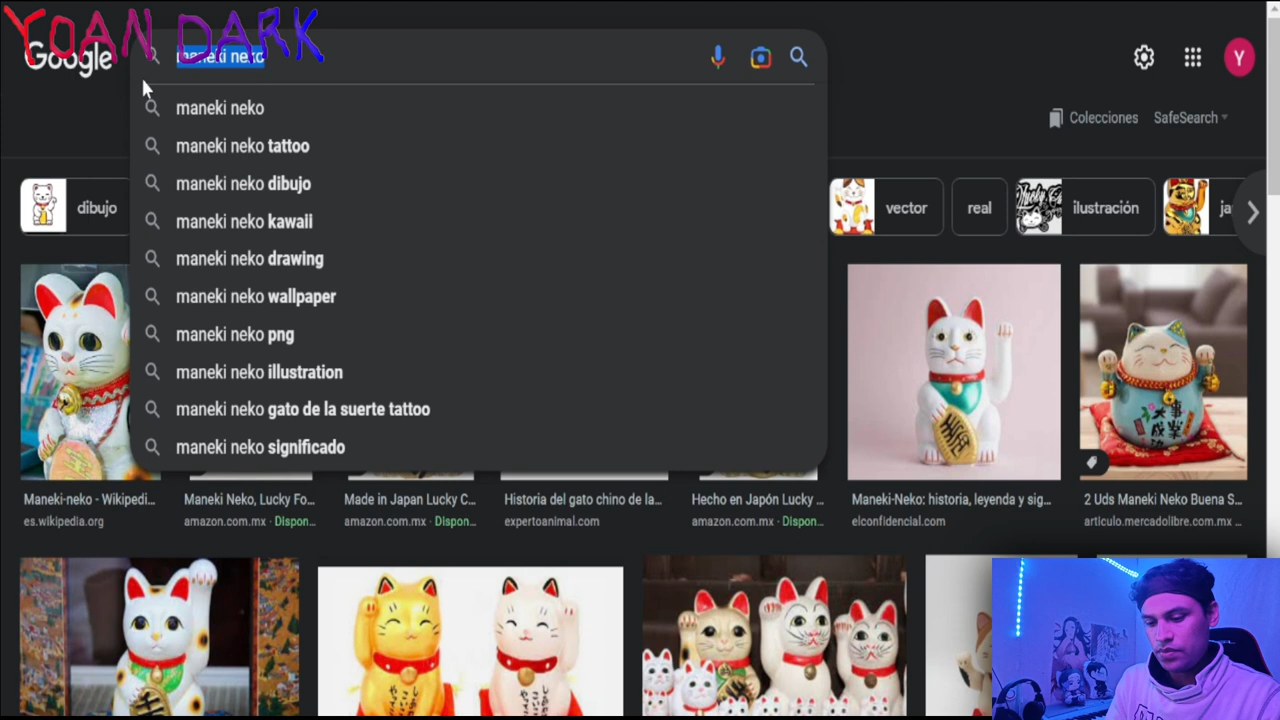 YOAN DARK
Google
maneki neko
Y
maneki neko
maneki neko tattoo
maneki neko dibujo
maneki neko kawaii
maneki neko drawing
maneki neko wallpaper
maneki neko png
maneki neko illustration
maneki neko gato de la suerte tattoo
maneki neko significado
Colecciones
SafeSearch
dibujo
vector
real
ilustración
ja
Maneki-neko - Wikipedi...
es.wikipedia.org
Maneki Neko, Lucky Fo...
amazon.com.mx · Dispon...
Made in Japan Lucky C...
amazon.com.mx · Dispon...
Historia del gato chino de la...
expertoanimal.com
Hecho en Japón Lucky ...
amazon.com.mx · Dispon...
Maneki-Neko: historia, leyenda y sig...
elconfidencial.com
2 Uds Maneki Neko Buena S...
articulo.mercadolibre.com.mx ...